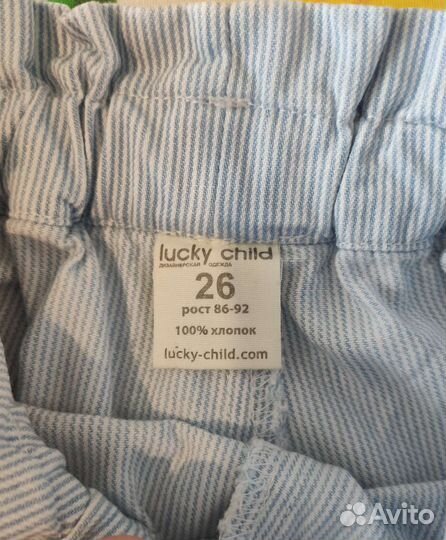 lucky child
ДИЗАЙНЕРСКАЯ ОДЕЖДА
26
рост 86-92
100% хлопок
lucky-child.com
Avito